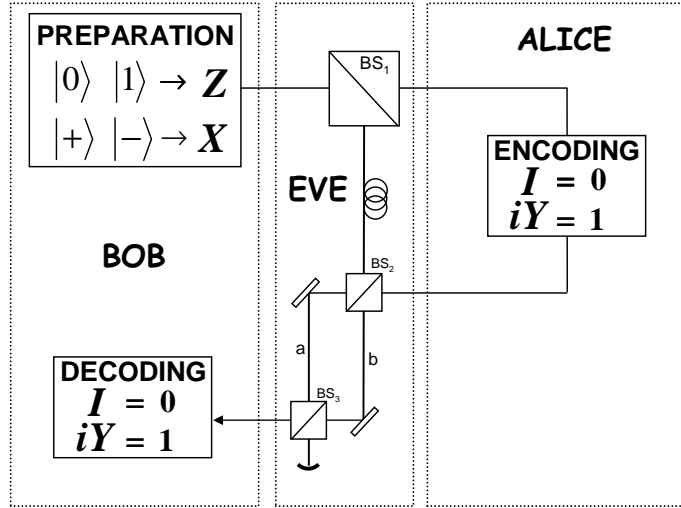 PREPARATION
|0⟩ |1⟩ → Z
|+⟩ |−⟩ → X
BOB
DECODING
I = 0
iY = 1
EVE
BS₁
BS₂
a
b
BS₃
ALICE
ENCODING
I = 0
iY = 1